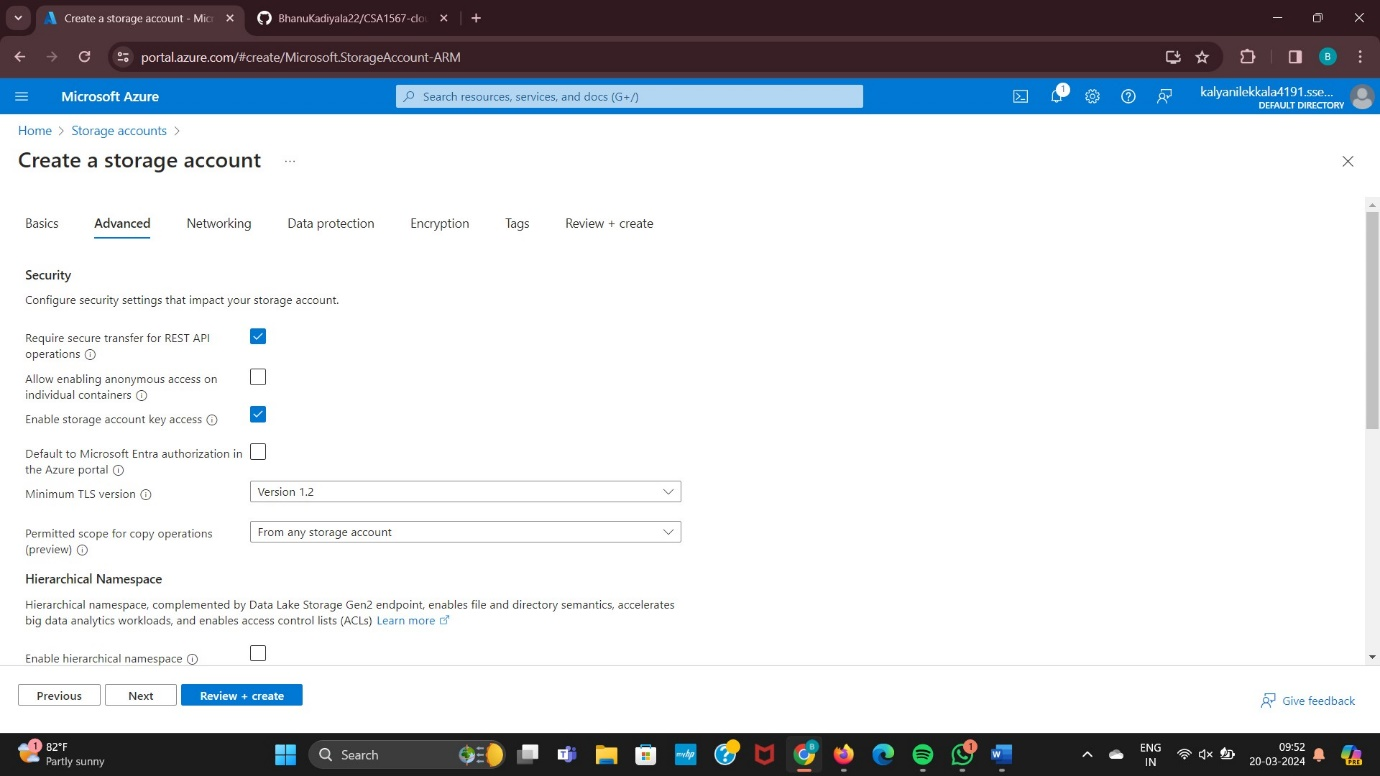 Create a storage account - Mic
BhanuKadiyala22/CSA1567-clou
portal.azure.com/#create/Microsoft.StorageAccount-ARM
B
Microsoft Azure
Search resources, services, and docs (G+/)
1
kalyanilekkala4191.sse...
DEFAULT DIRECTORY
Home > Storage accounts >
Create a storage account ...
Basics Advanced Networking Data protection Encryption Tags Review + create
Security
Configure security settings that impact your storage account.
Require secure transfer for REST API
operations
Allow enabling anonymous access on
individual containers
Enable storage account key access
Default to Microsoft Entra authorization in
the Azure portal
Minimum TLS version
Version 1.2
Permitted scope for copy operations
(preview)
From any storage account
Hierarchical Namespace
Hierarchical namespace, complemented by Data Lake Storage Gen2 endpoint, enables file and directory semantics, accelerates
big data analytics workloads, and enables access control lists (ACLs) Learn more
Enable hierarchical namespace
Previous Next Review + create
Give feedback
1
82°F
Partly sunny
Search
myhp
B
1
W
ENG
IN
09:52
20-03-2024
PRE